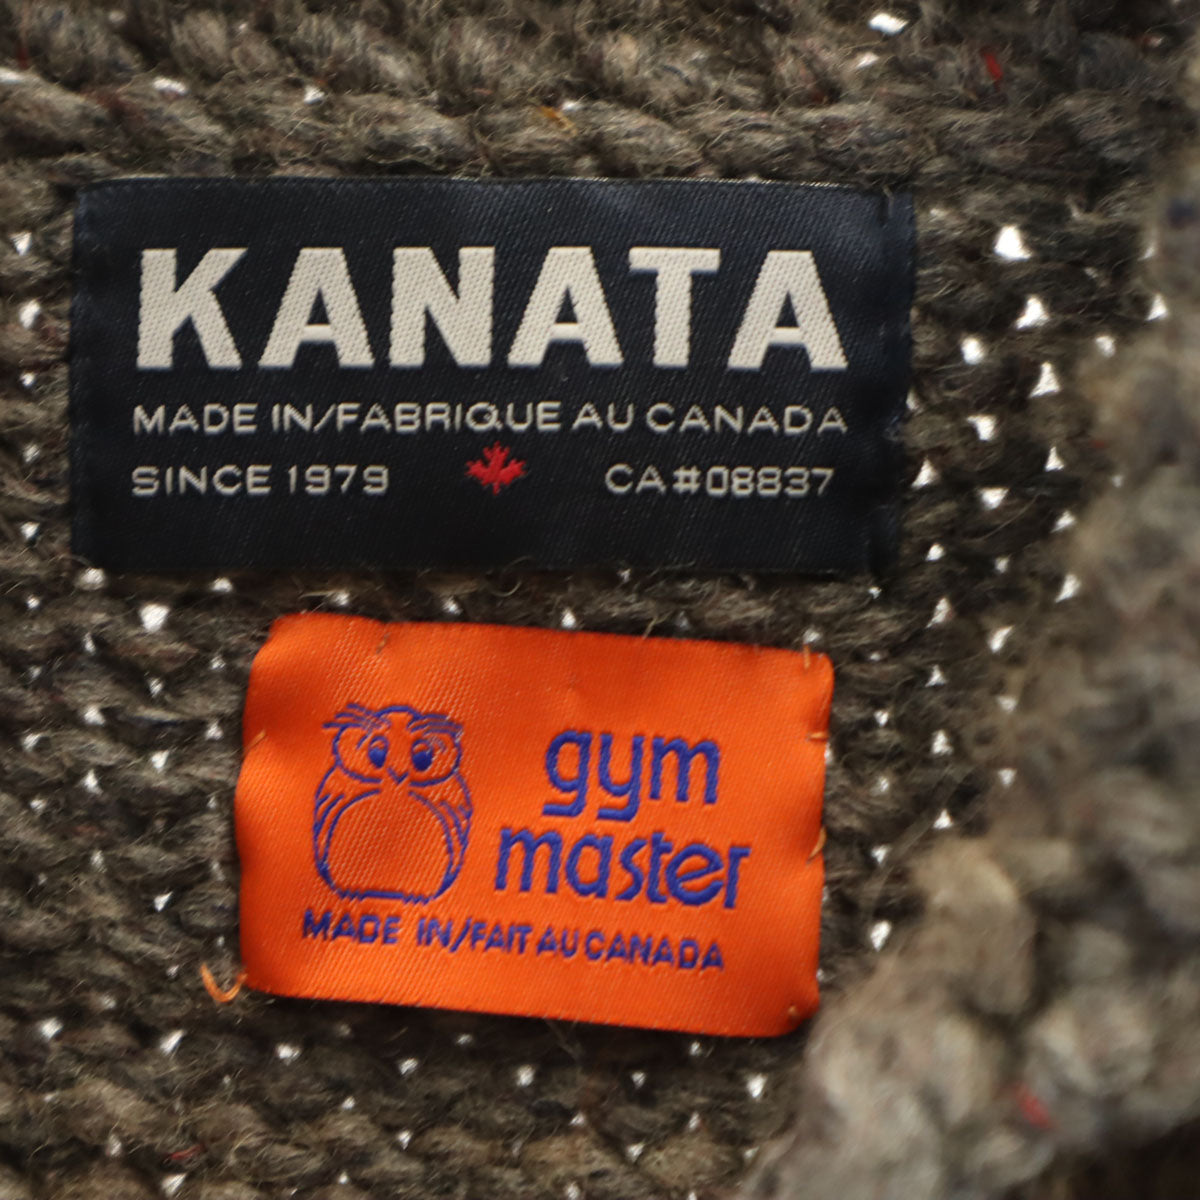 KANATA
MADE IN/FABRIQUE AU CANADA
SINCE 1979 CA#08837
gym
master
MADE IN/FAIT AU CANADA